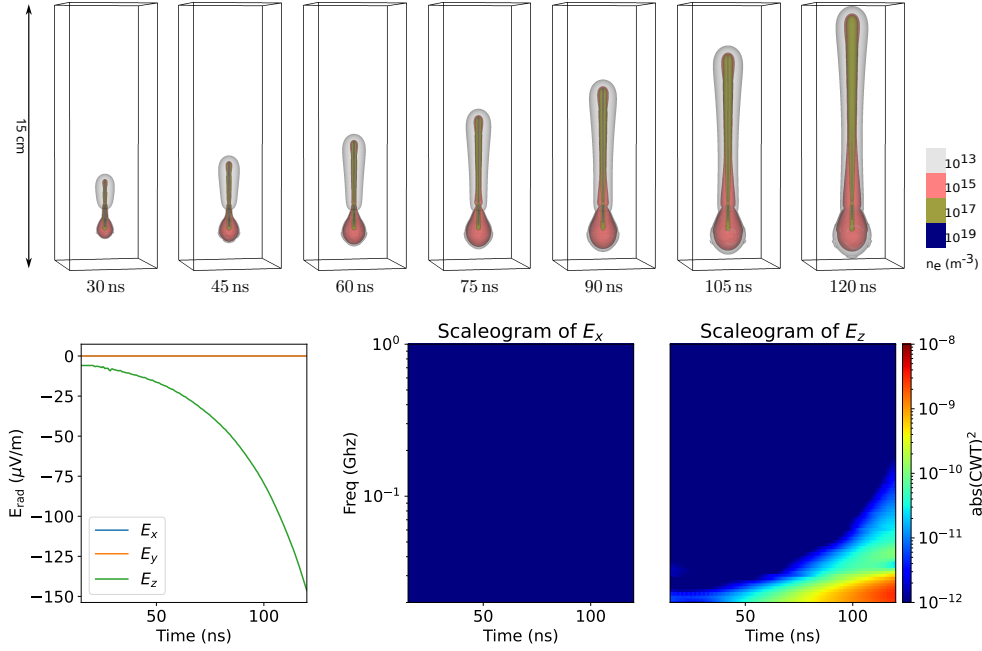 15 cm
30 ns
45 ns
60 ns
75 ns
90 ns
105 ns
120 ns
10^13
10^15
10^17
10^19
n_e (m^-3)
Scaleogram of E_x
Scaleogram of E_z
0
−25
−50
−75
−100
−125
−150
E_rad (μV/m)
E_x
E_y
E_z
50
100
Time (ns)
10^0
10^−1
Freq (Ghz)
50
100
Time (ns)
50
100
Time (ns)
10^−8
10^−9
10^−10
10^−11
10^−12
abs(CWT)^2